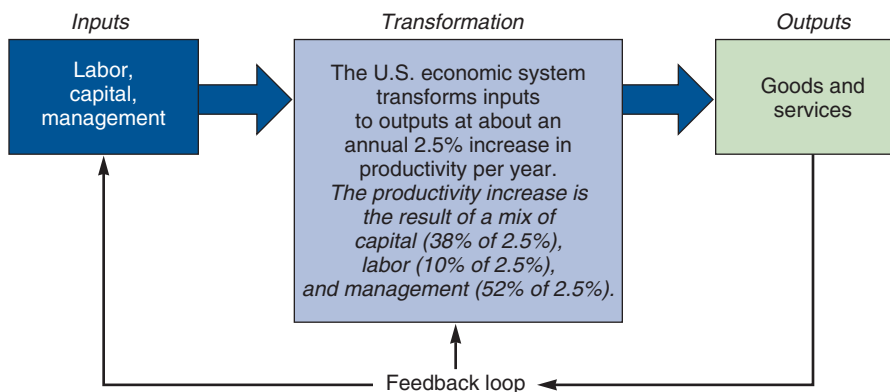 Inputs
Transformation
Outputs
Labor,
capital,
management
The U.S. economic system
transforms inputs
to outputs at about an
annual 2.5% increase in
productivity per year.
The productivity increase is
the result of a mix of
capital (38% of 2.5%),
labor (10% of 2.5%),
and management (52% of 2.5%).
Goods and
services
Feedback loop